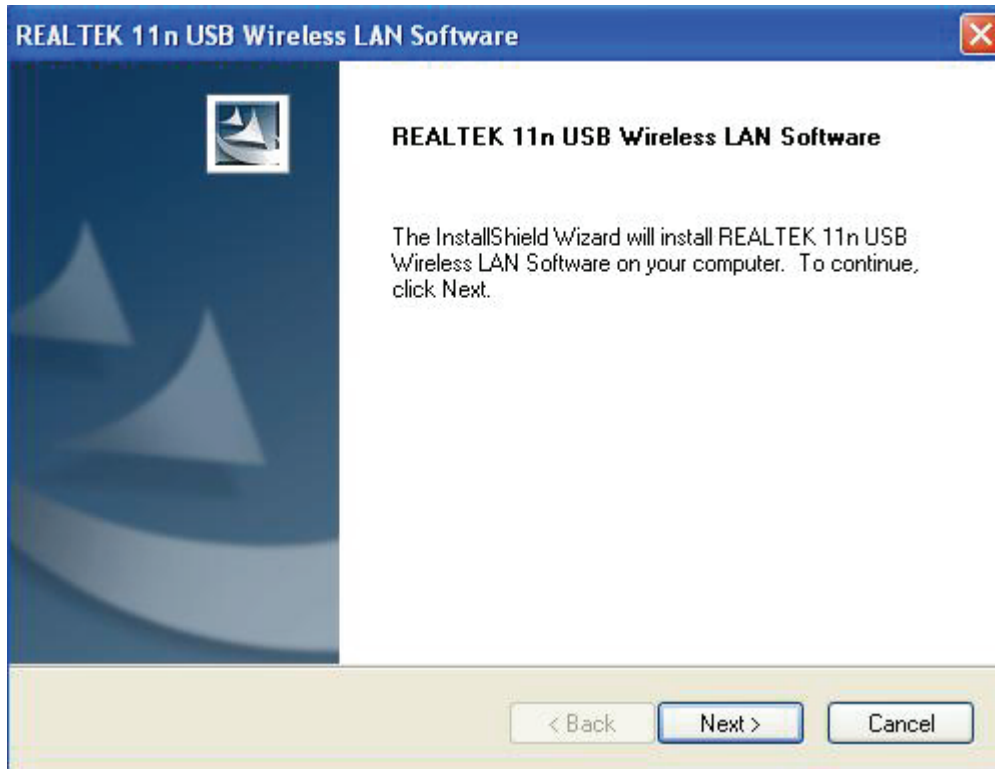 REALTEK 11n USB Wireless LAN Software
REALTEK 11n USB Wireless LAN Software
The InstallShield Wizard will install REALTEK 11n USB
Wireless LAN Software on your computer.  To continue,
click Next.
< Back
Next >
Cancel